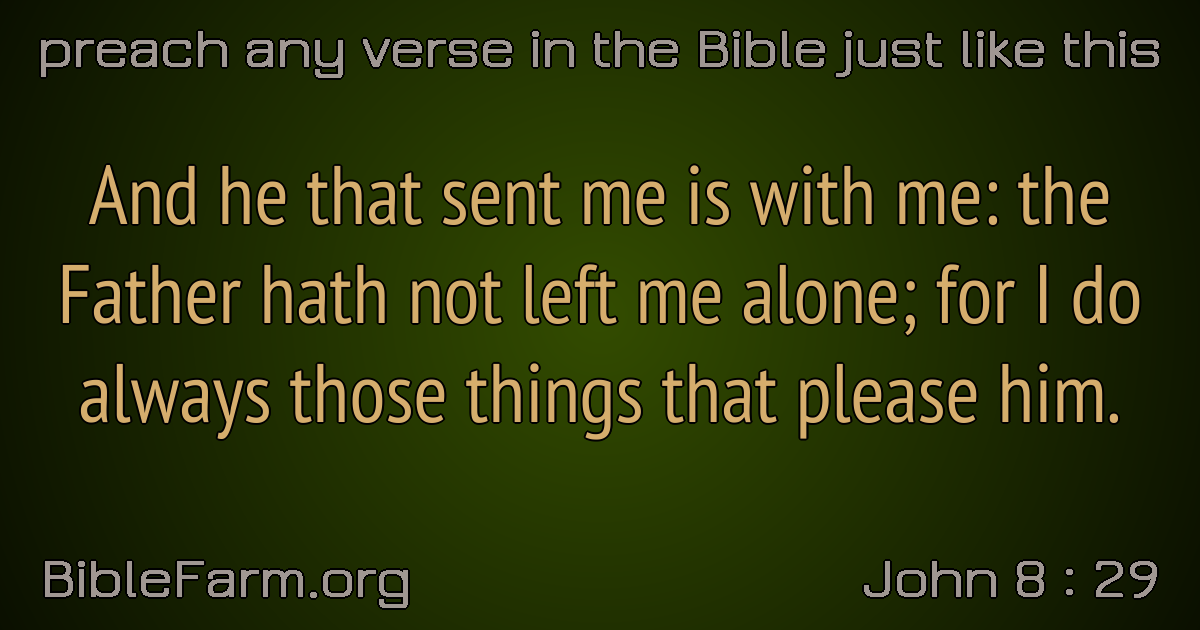 preach any verse in the Bible just like this
And he that sent me is with me: the
Father hath not left me alone; for I do
always those things that please him.
BibleFarm.org
John 8 : 29